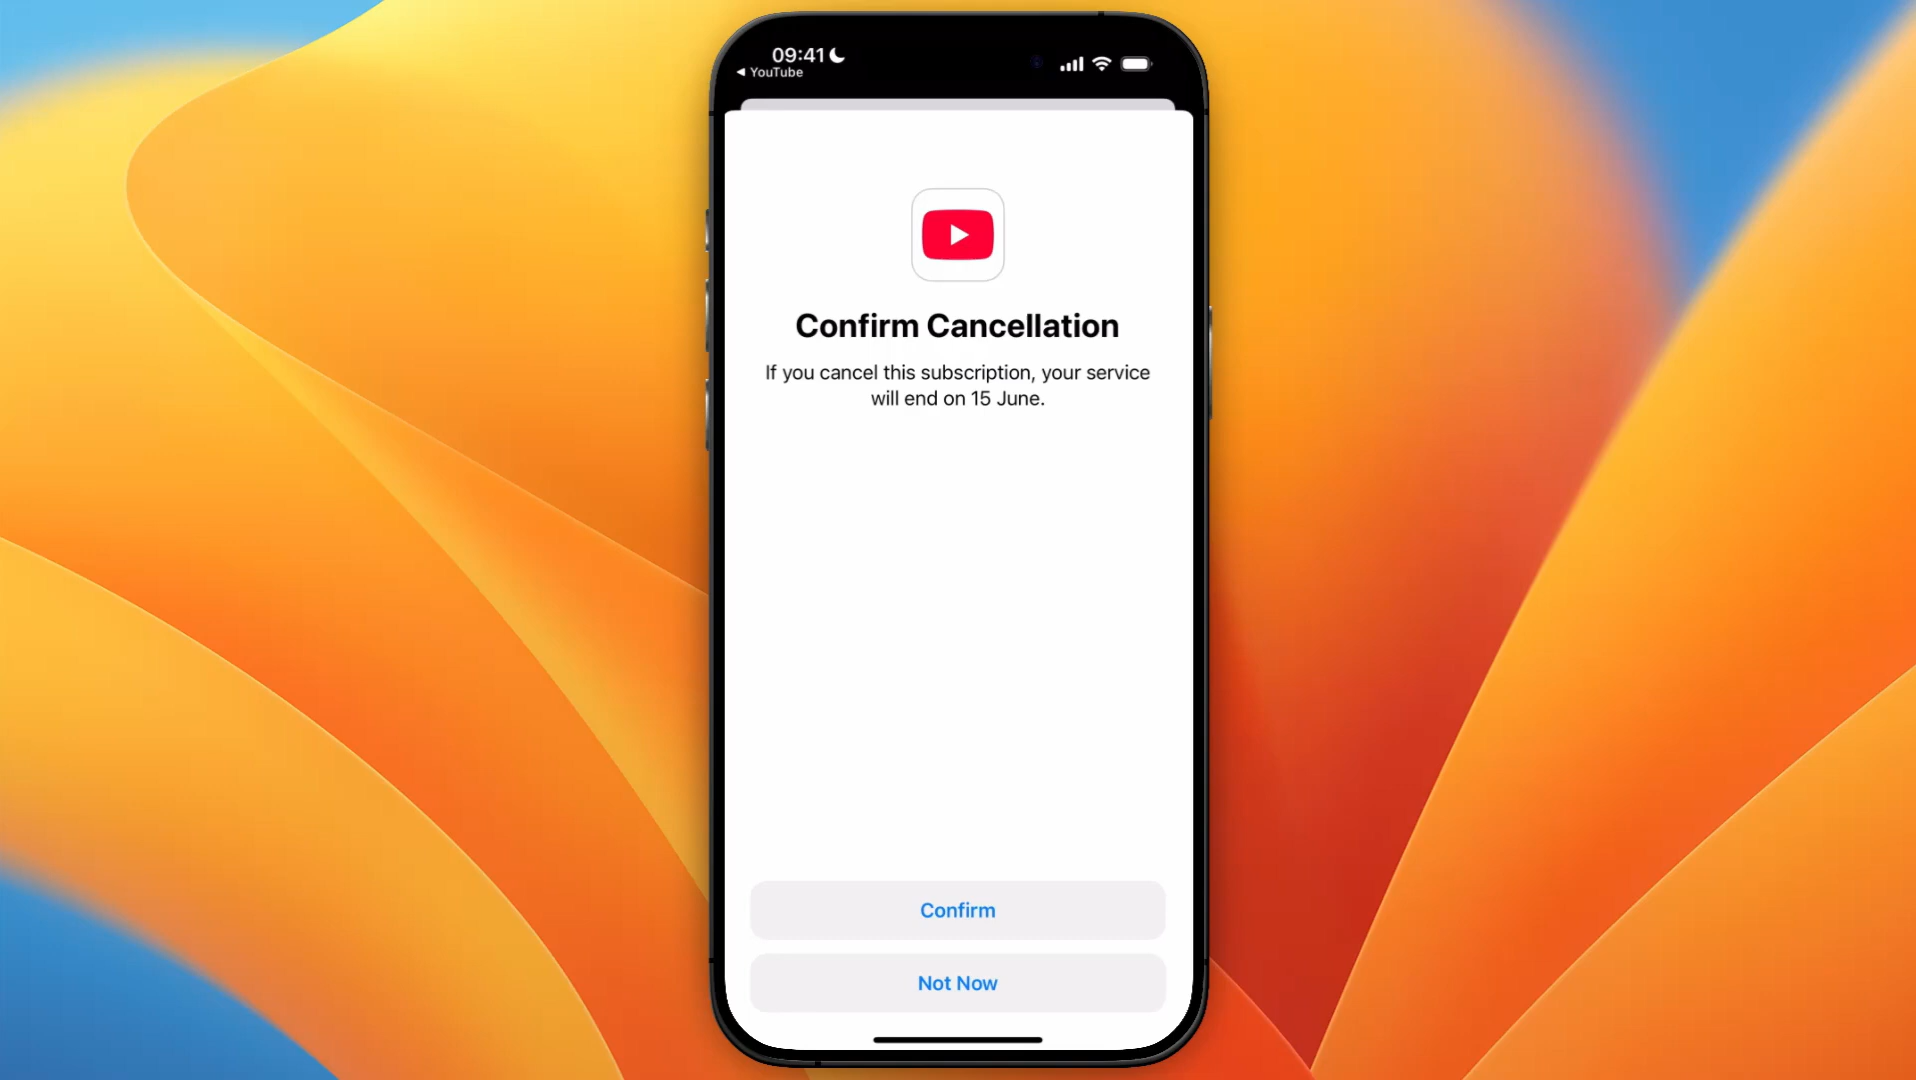 09:41
◀ YouTube
Confirm Cancellation
If you cancel this subscription, your service
will end on 15 June.
Confirm
Not Now